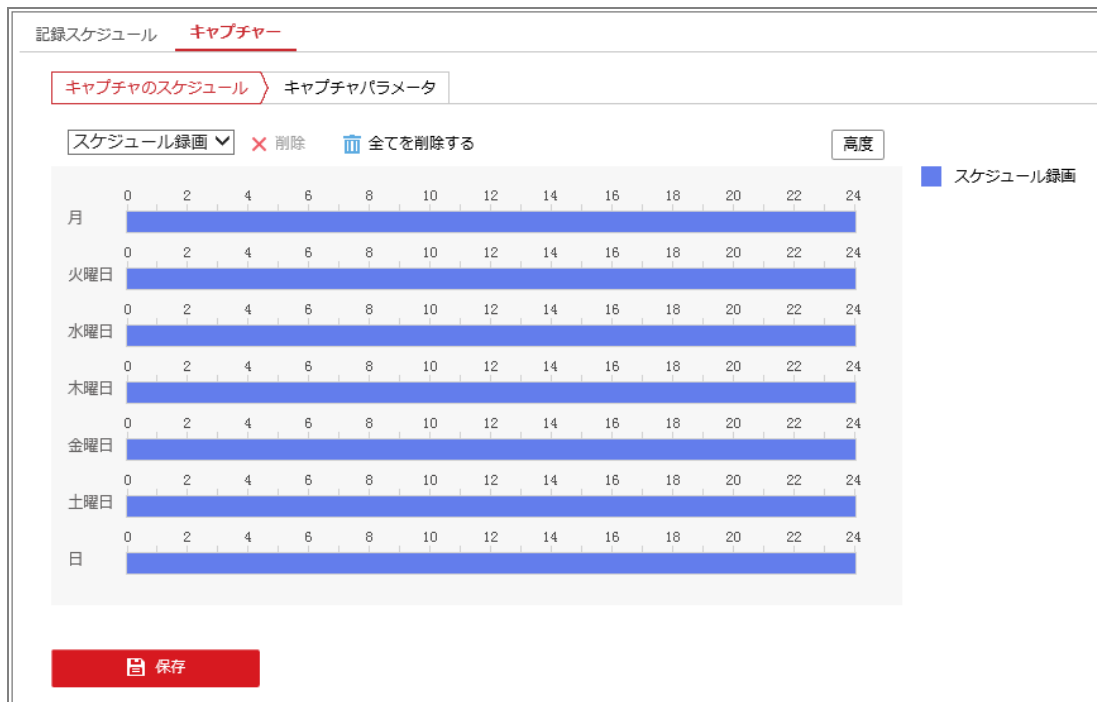 記録スケジュール キャプチャー
キャプチャのスケジュール キャプチャパラメータ
スケジュール録画 削除 全てを削除する 高度
スケジュール録画
0 2 4 6 8 10 12 14 16 18 20 22 24
月
0 2 4 6 8 10 12 14 16 18 20 22 24
火曜日
0 2 4 6 8 10 12 14 16 18 20 22 24
水曜日
0 2 4 6 8 10 12 14 16 18 20 22 24
木曜日
0 2 4 6 8 10 12 14 16 18 20 22 24
金曜日
0 2 4 6 8 10 12 14 16 18 20 22 24
土曜日
0 2 4 6 8 10 12 14 16 18 20 22 24
日
保存